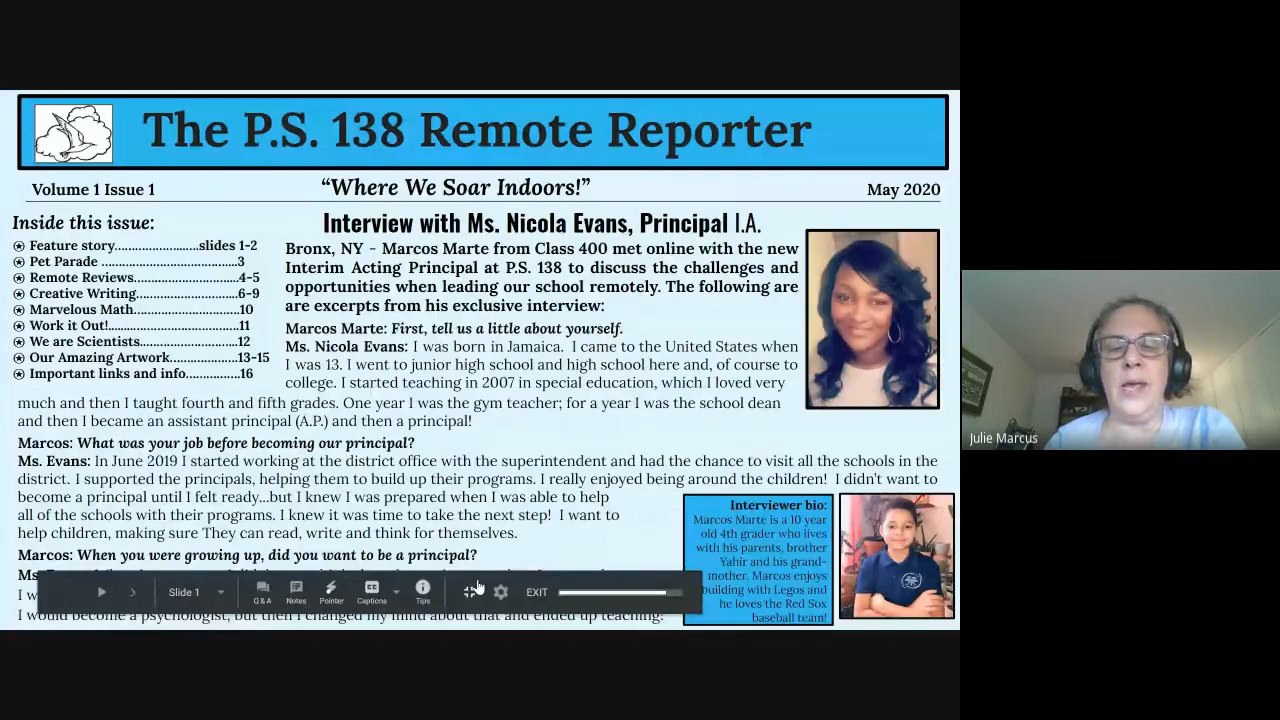 The P.S. 138 Remote Reporter
Volume 1 Issue 1
“Where We Soar Indoors!”
May 2020
Inside this issue:
Feature story........................slides 1-2
Pet Parade ...................................3
Remote Reviews..........................4-5
Creative Writing..........................6-9
Marvelous Math..........................10
Work it Out!.................................11
We are Scientists.........................12
Our Amazing Artwork..................13-15
Important links and info..............16
Interview with Ms. Nicola Evans, Principal I.A.
Bronx, NY - Marcos Marte from Class 400 met online with the new
Interim Acting Principal at P.S. 138 to discuss the challenges and
opportunities when leading our school remotely. The following are
are excerpts from his exclusive interview:
Marcos Marte: First, tell us a little about yourself.
Ms. Nicola Evans: I was born in Jamaica. I came to the United States when
I was 13. I went to junior high school and high school here and, of course to
college. I started teaching in 2007 in special education, which I loved very
much and then I taught fourth and fifth grades. One year I was the gym teacher; for a year I was the school dean
and then I became an assistant principal (A.P.) and then a principal!
Marcos: What was your job before becoming our principal?
Ms. Evans: In June 2019 I started working at the district office with the superintendent and had the chance to visit all the schools in the
district. I supported the principals, helping them to build up their programs. I really enjoyed being around the children! I didn’t want to
become a principal until I felt ready...but I knew I was prepared when I was able to help
all of the schools with their programs. I knew it was time to take the next step! I want to
help children, making sure They can read, write and think for themselves.
Marcos: When you were growing up, did you want to be a principal?
I would become a psychologist, but then I changed my mind about that and ended up teaching!
Interviewer bio:
Marcos Marte is a 10 year
old 4th grader who lives
with his parents, brother
Yahir and his grand-
mother. Marcos enjoys
building with Legos and
he loves the Red Sox
baseball team!
Slide 1
Q & A
Notes
Pointer
Captions
Tips
EXIT
Julie Marcus